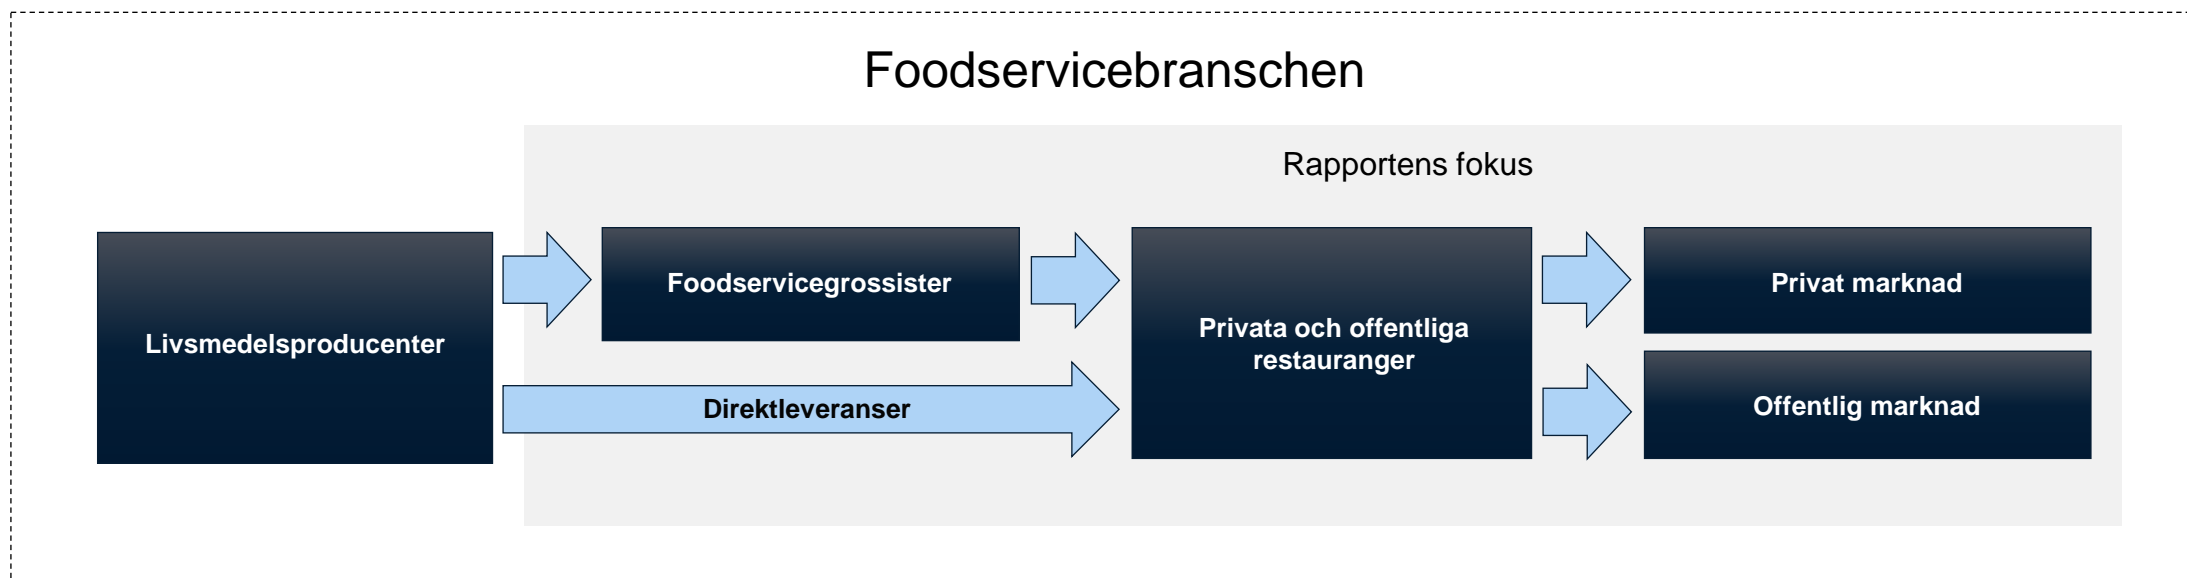 Foodservicebranschen
Rapportens fokus
Livsmedelsproducenter
Foodservicegrossister
Direktleveranser
Privata och offentliga
restauranger
Privat marknad
Offentlig marknad